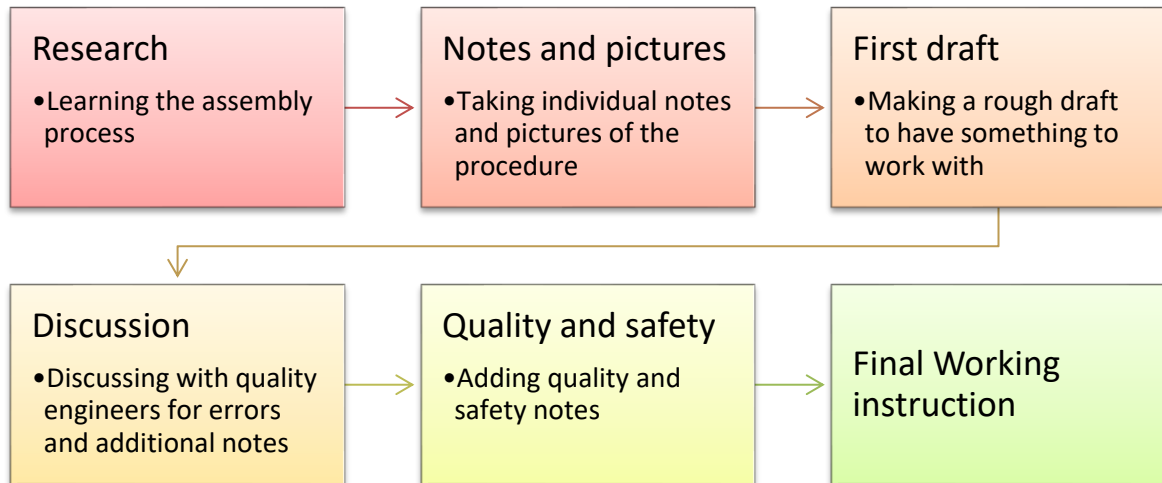 Research
•Learning the assembly
process
Notes and pictures
•Taking individual notes
and pictures of the
procedure
First draft
•Making a rough draft
to have something to
work with
Discussion
•Discussing with quality
engineers for errors
and additional notes
Quality and safety
•Adding quality and
safety notes
Final Working
instruction